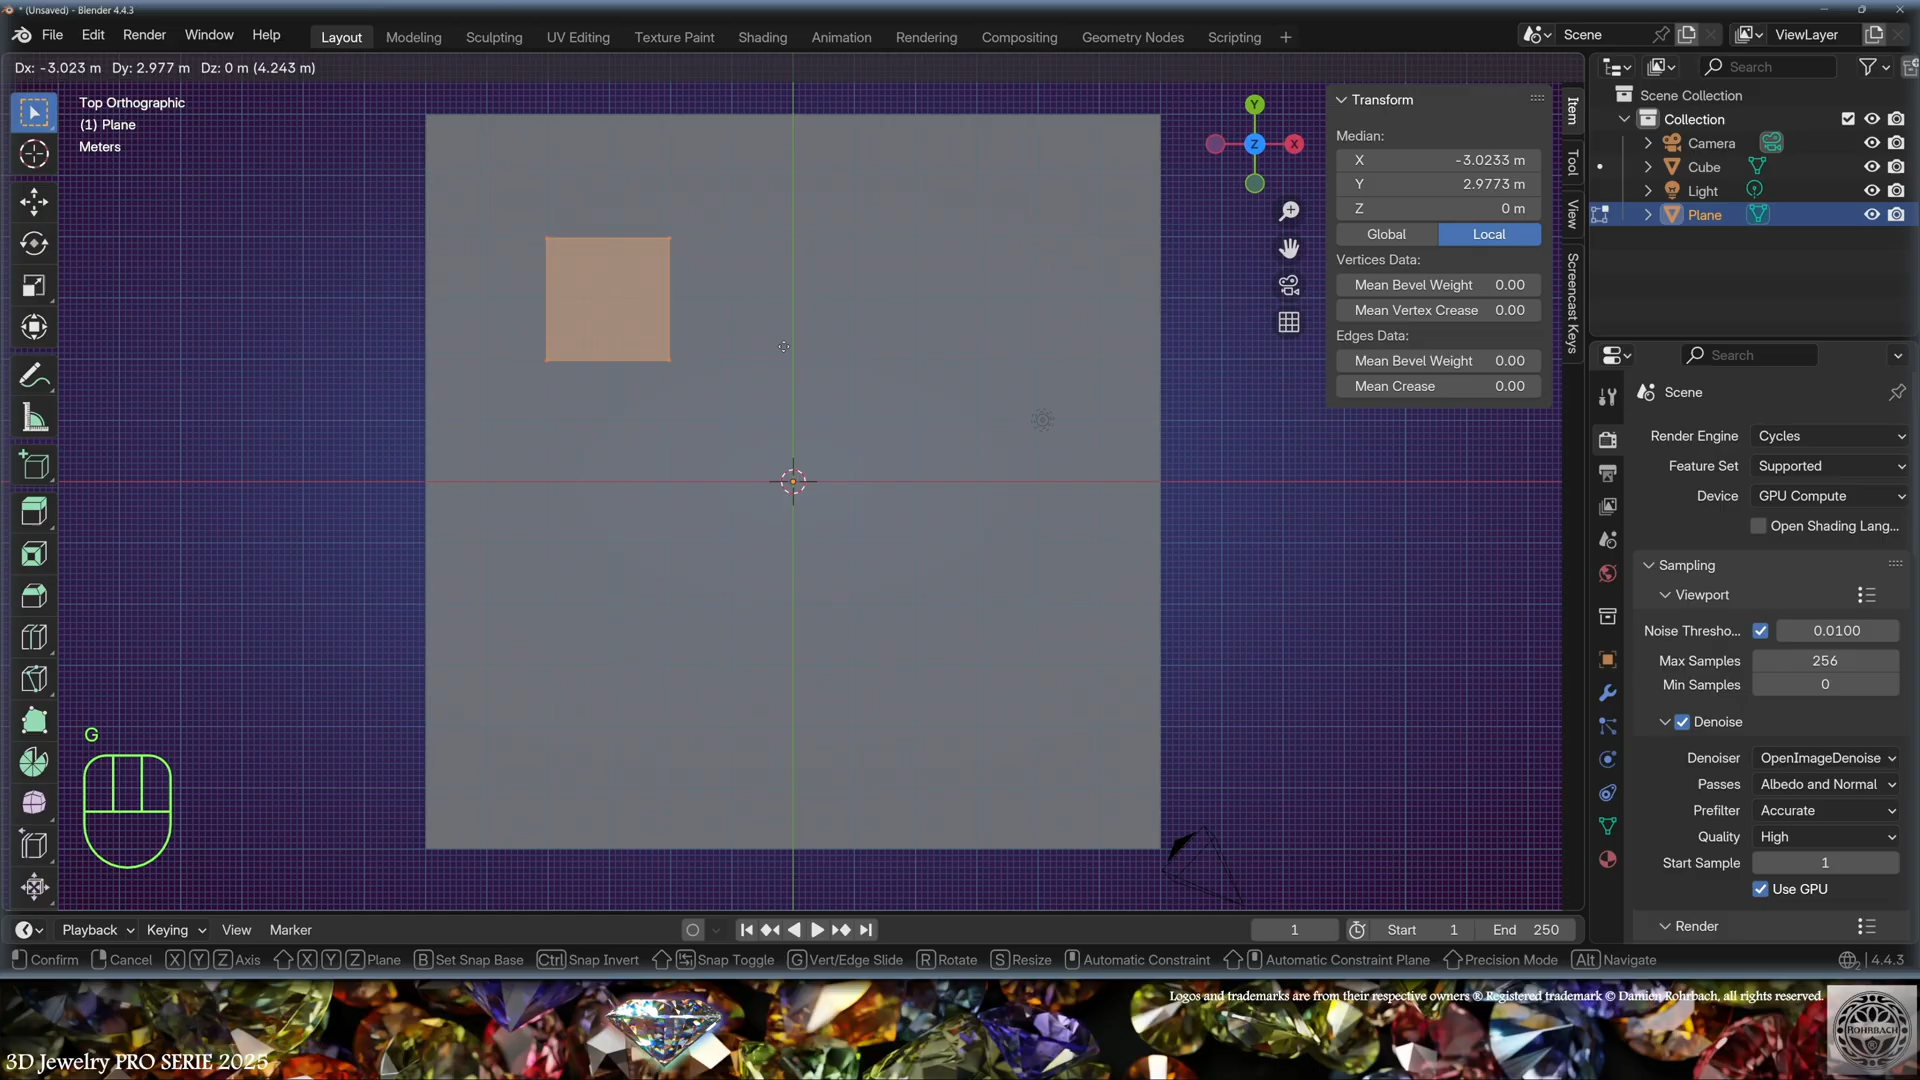 * (Unsaved) - Blender 4.4.3
File Edit Render Window Help Layout Modeling Sculpting UV Editing Texture Paint Shading Animation Rendering Compositing Geometry Nodes Scripting + Scene ViewLayer
Dx: -3.023 m Dy: 2.977 m Dz: 0 m (4.243 m)
Search
Top Orthographic
(1) Plane
Meters
Y
Z
X
Transform
Median:
X -3.0233 m
Y 2.9773 m
Z 0 m
Global Local
Vertices Data:
Mean Bevel Weight 0.00
Mean Vertex Crease 0.00
Edges Data:
Mean Bevel Weight 0.00
Mean Crease 0.00
Item
Tool
View
Screencast Keys
Scene Collection
Collection
Camera
Cube
Light
Plane
Search
Scene
Render Engine Cycles
Feature Set Supported
Device GPU Compute
Open Shading Lang...
Sampling
Viewport
Noise Thresho... 0.0100
Max Samples 256
Min Samples 0
Denoise
Denoiser OpenImageDenoise
Passes Albedo and Normal
Prefilter Accurate
Quality High
Start Sample 1
Use GPU
Render
G
Playback Keying View Marker 1 Start 1 End 250
Confirm Cancel X Y Z Axis X Y Z Plane B Set Snap Base Ctrl Snap Invert Snap Toggle G Vert/Edge Slide R Rotate S Resize Automatic Constraint Automatic Constraint Plane Precision Mode Alt Navigate 2 4.4.3
Logos and trademarks are from their respective owners ® Registered trademark © Damien Rohrbach, all rights reserved.
ROHRBACH
®
3D Jewelry PRO SERIE 2025